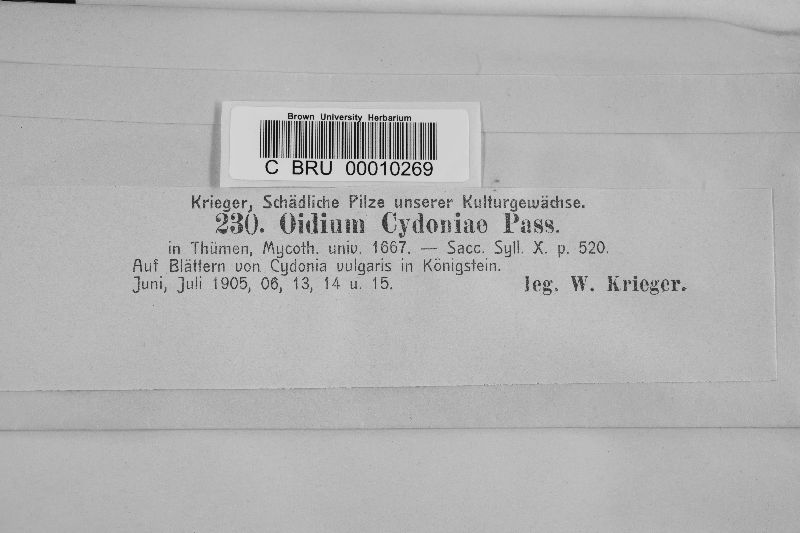 Brown University Herbarium
C BRU 00010269
Krieger, Schädliche Pilze unserer Kulturgewächse.
230. Oidium Cydoniae Pass.
in Thümen, Mycoth. univ. 1667. — Sacc. Syll. X. p. 520.
Auf Blättern von Cydonia vulgaris in Königstein.
Juni, Juli 1905, 06, 13, 14 u. 15. leg. W. Krieger.